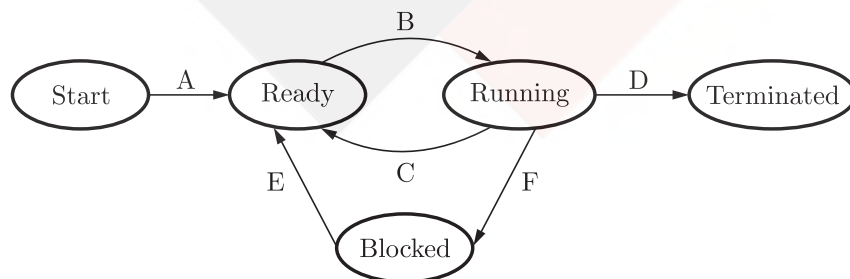 B
Start
A
Ready
Running
D
Terminated
C
E
F
Blocked